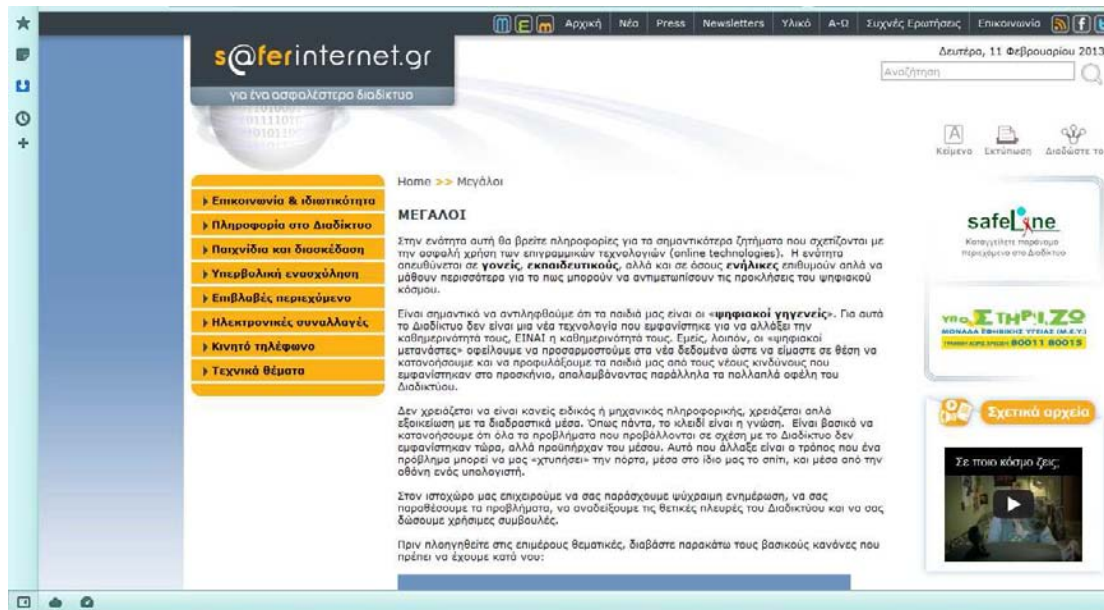 Αρχική Νέα Press Newsletters Υλικό Α-Ω Συχνές Ερωτήσεις Επικοινωνία
s@ferinternet.gr
για ένα ασφαλέστερο διαδίκτυο
Δευτέρα, 11 Φεβρουαρίου 2013
Αναζήτηση
Κείμενο Εκτύπωση Διαδώστε το
Επικοινωνία & ιδιωτικότητα
Πληροφορία στο Διαδίκτυο
Παιχνίδια και διασκέδαση
Υπερβολική ενασχόληση
Επιβλαβές περιεχόμενο
Ηλεκτρονικές συναλλαγές
Κινητό τηλέφωνο
Τεχνικά θέματα
Home >> Μεγάλοι
ΜΕΓΑΛΟΙ
Στην ενότητα αυτή θα βρείτε πληροφορίες για τα σημαντικότερα ζητήματα που σχετίζονται με
την ασφαλή χρήση των επιγραμμικών τεχνολογιών (online technologies). Η ενότητα
απευθύνεται σε γονείς, εκπαιδευτικούς, αλλά και σε όσους ενήλικες επιθυμούν απλά να
μάθουν περισσότερα για το πως μπορούν να αντιμετωπίσουν τις προκλήσεις του ψηφιακού
κόσμου.
Είναι σημαντικό να αντιληφθούμε ότι τα παιδιά μας είναι οι «ψηφιακοί γηγενείς». Για αυτά
το Διαδίκτυο δεν είναι μια νέα τεχνολογία που εμφανίστηκε για να αλλάξει την
καθημερινότητά τους, ΕΙΝΑΙ η καθημερινότητά τους. Εμείς, λοιπόν, οι «ψηφιακοί
μετανάστες» οφείλουμε να προσαρμοστούμε στα νέα δεδομένα ώστε να είμαστε σε θέση να
κατανοήσουμε και να προφυλάξουμε τα παιδιά μας από τους νέους κινδύνους που
εμφανίστηκαν στο προσκήνιο, απολαμβάνοντας παράλληλα τα πολλαπλά οφέλη του
Διαδικτύου.
Δεν χρειάζεται να είναι κανείς ειδικός ή μηχανικός πληροφορικής, χρειάζεται απλά
εξοικείωση με τα διαδραστικά μέσα. Όπως πάντα, το κλειδί είναι η γνώση. Είναι βασικό να
κατανοήσουμε ότι όλα τα προβλήματα που προβάλλονται σε σχέση με το Διαδίκτυο δεν
εμφανίστηκαν τώρα, αλλά προϋπήρχαν του μέσου. Αυτό που άλλαξε είναι ο τρόπος που ένα
πρόβλημα μπορεί να μας «χτυπήσει» την πόρτα, μέσα στο ίδιο μας το σπίτι, και μέσα από την
οθόνη ενός υπολογιστή.
Στον ιστοχώρο μας επιχειρούμε να σας παράσχουμε ψύχραιμη ενημέρωση, να σας
παραθέσουμε τα προβλήματα, να αναδείξουμε τις θετικές πλευρές του Διαδικτύου και να σας
δώσουμε χρήσιμες συμβουλές.
Πριν πλοηγηθείτε στις επιμέρους θεματικές, διαβάστε παρακάτω τους βασικούς κανόνες που
πρέπει να έχουμε κατά νου:
safeLine
Καταγγείλετε παράνομο
περιεχόμενο στο Διαδίκτυο
υποΣΤΗΡΙΖΩ
ΜΟΝΑΔΑ ΕΦΗΒΙΚΗΣ ΥΓΕΙΑΣ (Μ.Ε.Υ.)
ΓΡΑΜΜΗ ΧΩΡΙΣ ΧΡΕΩΣΗ 80011 80015
Σχετικά αρχεία
Σε ποιο κόσμο ζεις;